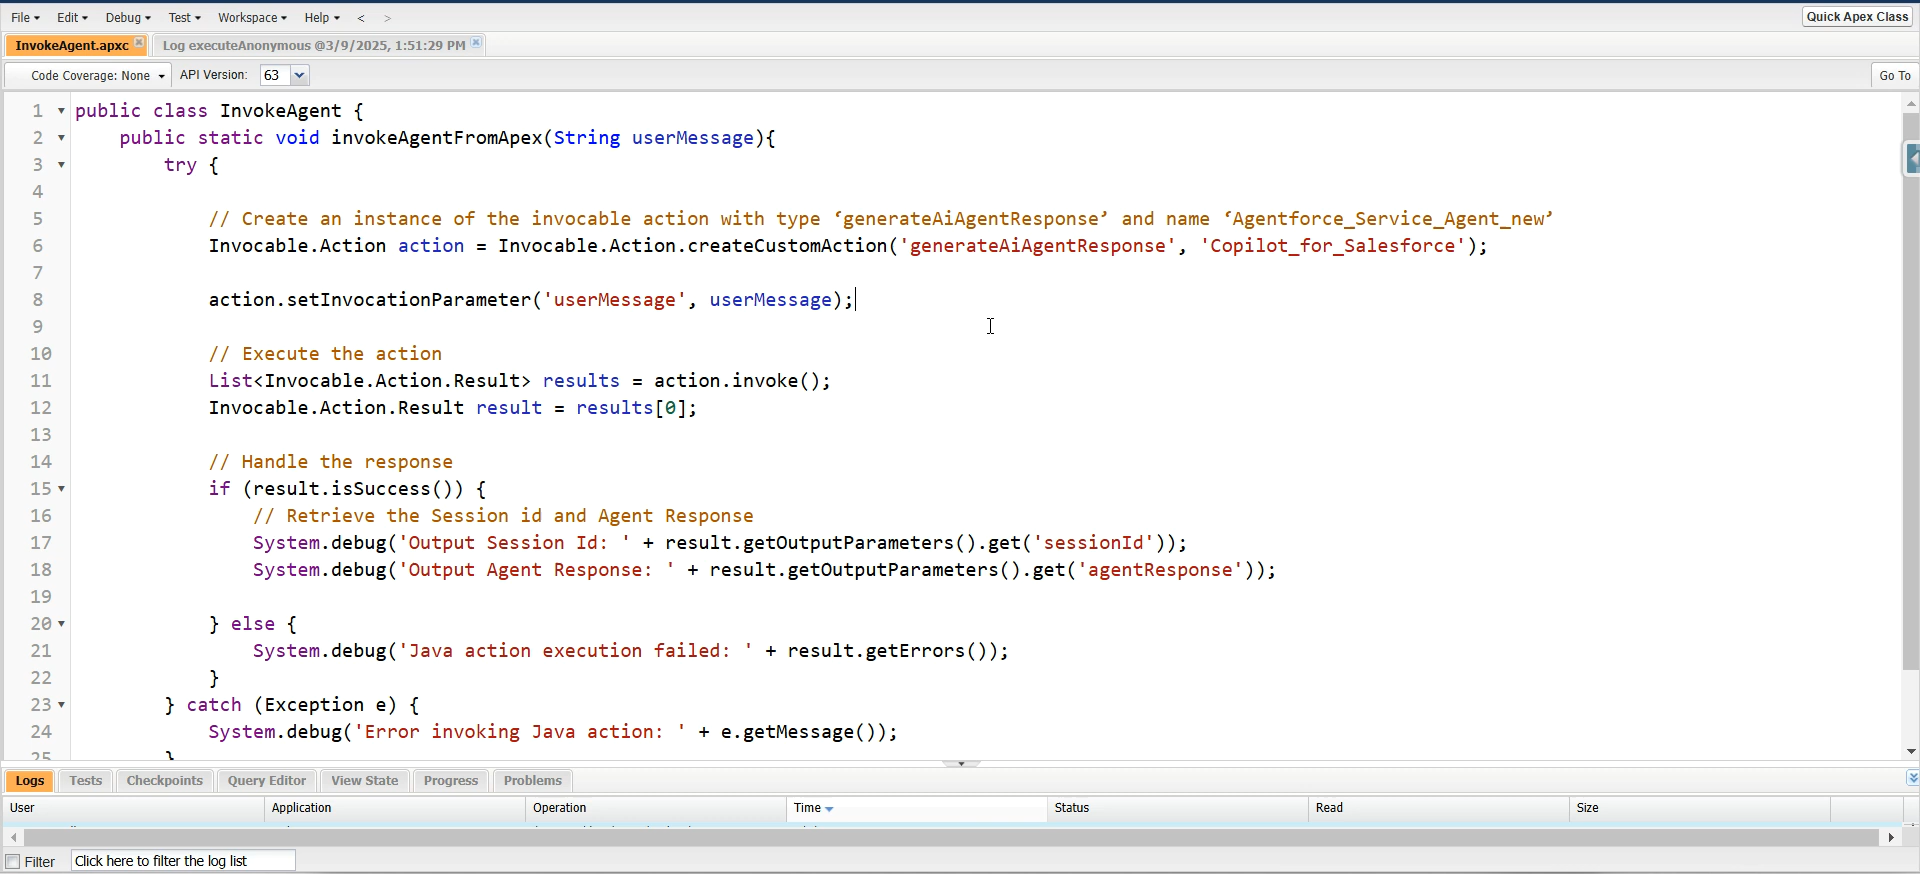 File Edit Debug Test Workspace Help < >
Quick Apex Class
InvokeAgent.apxc Log executeAnonymous @3/9/2025, 1:51:29 PM
Code Coverage: None API Version: 63 Go To
1 public class InvokeAgent {
2 public static void invokeAgentFromApex(String userMessage){
3 try {
4
5 // Create an instance of the invocable action with type ‘generateAiAgentResponse’ and name ‘Agentforce_Service_Agent_new’
6 Invocable.Action action = Invocable.Action.createCustomAction('generateAiAgentResponse', 'Copilot_for_Salesforce');
7
8 action.setInvocationParameter('userMessage', userMessage);
9
10 // Execute the action
11 List<Invocable.Action.Result> results = action.invoke();
12 Invocable.Action.Result result = results[0];
13
14 // Handle the response
15 if (result.isSuccess()) {
16 // Retrieve the Session id and Agent Response
17 System.debug('Output Session Id: ' + result.getOutputParameters().get('sessionId'));
18 System.debug('Output Agent Response: ' + result.getOutputParameters().get('agentResponse'));
19
20 } else {
21 System.debug('Java action execution failed: ' + result.getErrors());
22 }
23 } catch (Exception e) {
24 System.debug('Error invoking Java action: ' + e.getMessage());
25 }
Logs Tests Checkpoints Query Editor View State Progress Problems
User Application Operation Time Status Read Size
Filter Click here to filter the log list